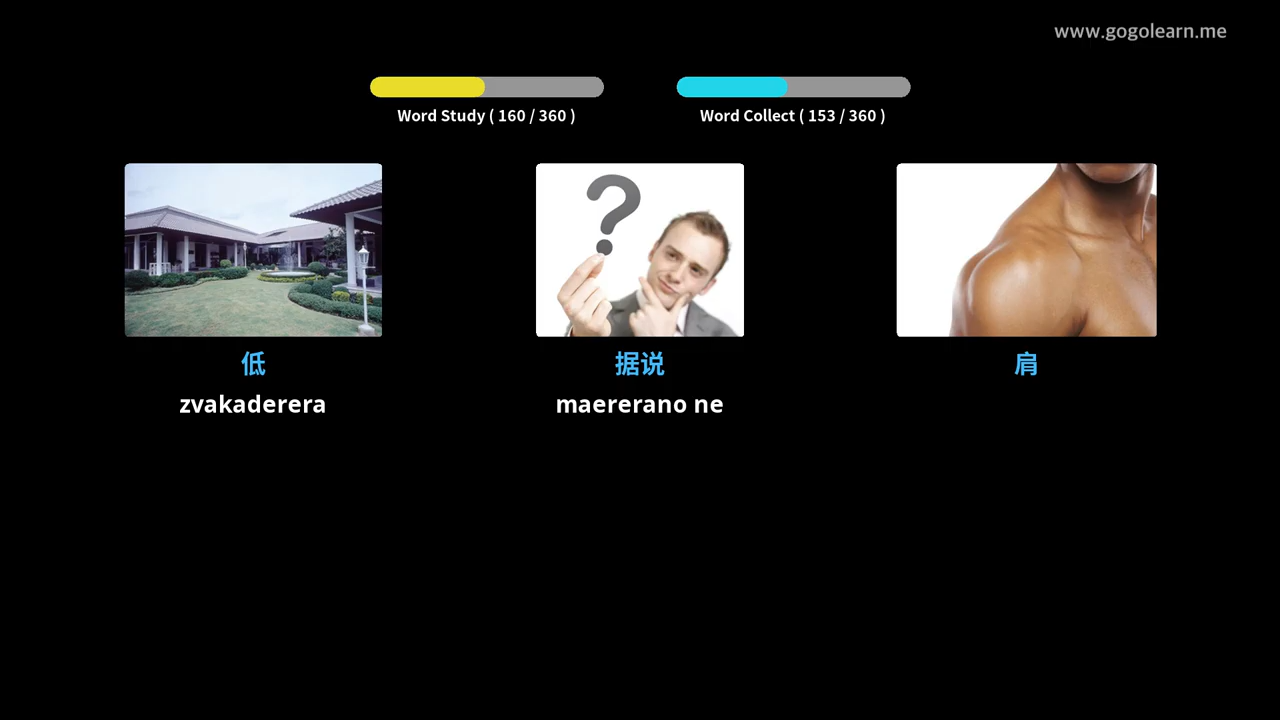 www.gogolearn.me
Word Study ( 160 / 360 )
Word Collect ( 153 / 360 )
低
据说
肩
zvakaderera
maererano ne